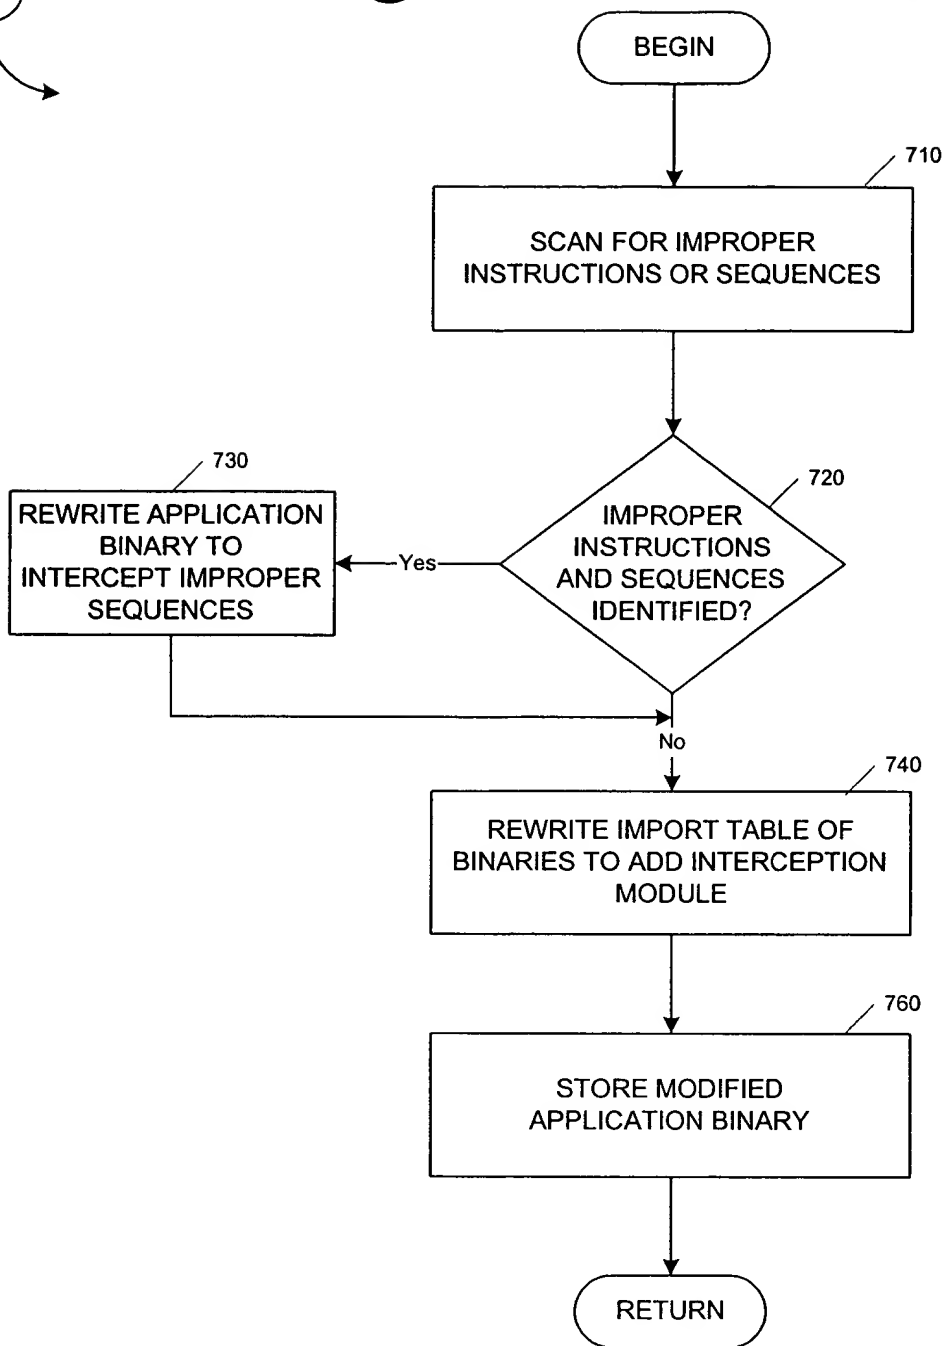 BEGIN
710
SCAN FOR IMPROPER
INSTRUCTIONS OR SEQUENCES
730
REWRITE APPLICATION
BINARY TO
INTERCEPT IMPROPER
SEQUENCES
Yes
720
IMPROPER
INSTRUCTIONS
AND SEQUENCES
IDENTIFIED?
No
740
REWRITE IMPORT TABLE OF
BINARIES TO ADD INTERCEPTION
MODULE
760
STORE MODIFIED
APPLICATION BINARY
RETURN